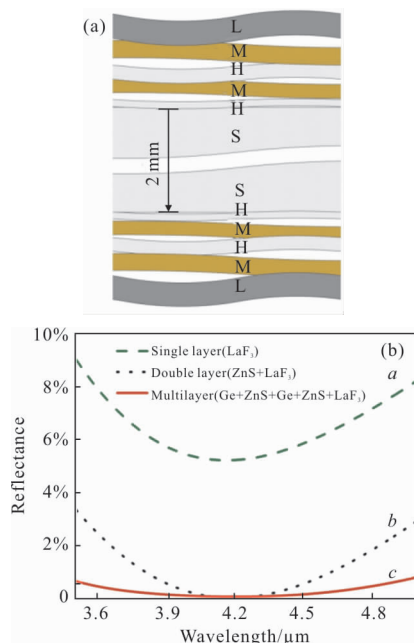 (a)
L
M
H
M
H
S
2 mm
S
H
M
H
M
L
10%
(b)
Single layer(LaF₃)
a
8%
Double layer(ZnS+LaF₃)
Multilayer(Ge+ZnS+Ge+ZnS+LaF₃)
6%
Reflectance
4%
b
2%
c
0
3.6 3.9 4.2 4.5 4.8
Wavelength/μm